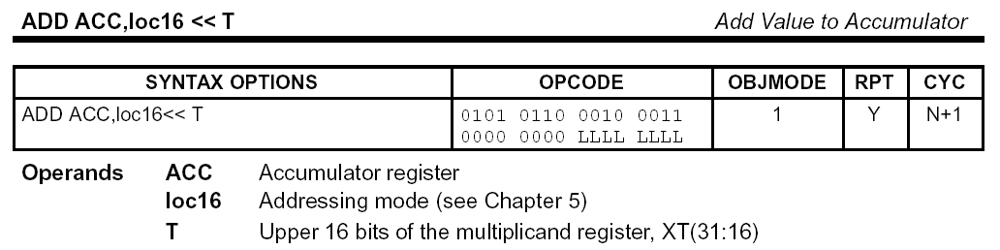 ADD ACC,loc16 << T Add Value to Accumulator
SYNTAX OPTIONS OPCODE OBJMODE RPT CYC
ADD ACC,loc16<< T 0101 0110 0010 0011 1 Y N+1
0000 0000 LLLL LLLL
Operands ACC Accumulator register
loc16 Addressing mode (see Chapter 5)
T Upper 16 bits of the multiplicand register, XT(31:16)